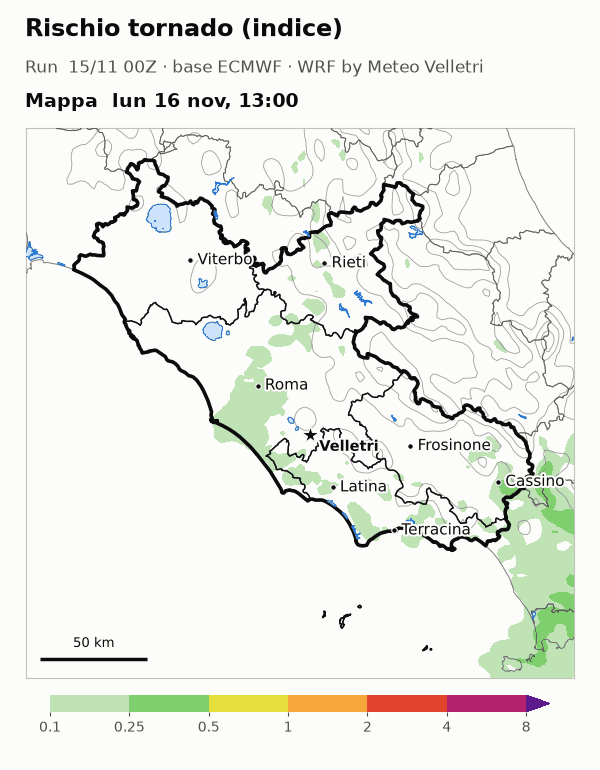 Rischio tornado (indice)
Run  15/11 00Z · base ECMWF · WRF by Meteo Velletri
Mappa  lun 16 nov, 13:00
Viterbo
Rieti
Roma
Velletri
Frosinone
Cassino
Latina
Terracina
50 km
0.1 0.25 0.5 1 2 4 8